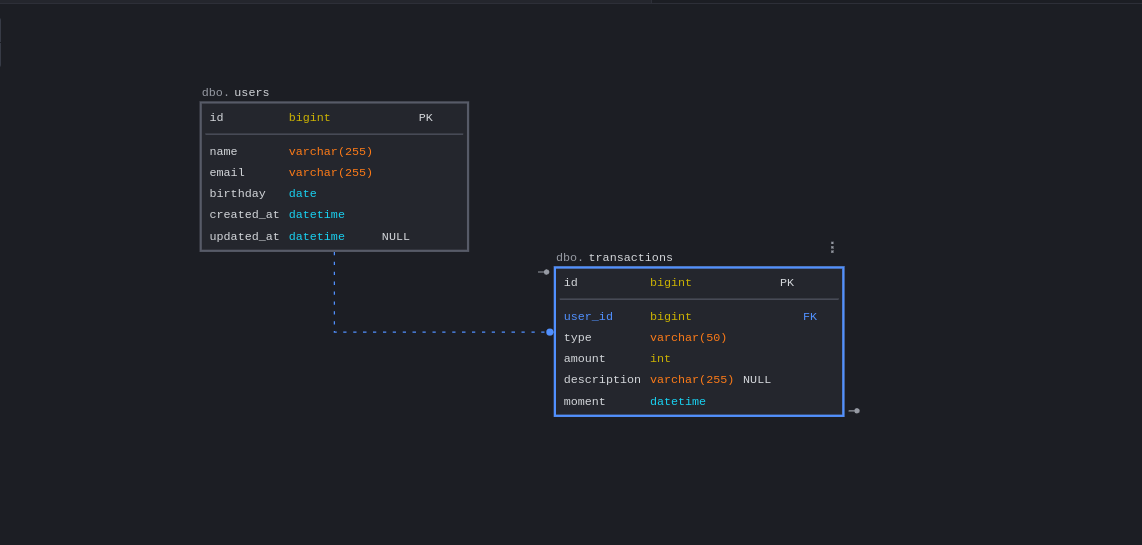 dbo. users
id bigint PK
name varchar(255)
email varchar(255)
birthday date
created_at datetime
updated_at datetime NULL
dbo. transactions
id bigint PK
user_id bigint FK
type varchar(50)
amount int
description varchar(255) NULL
moment datetime